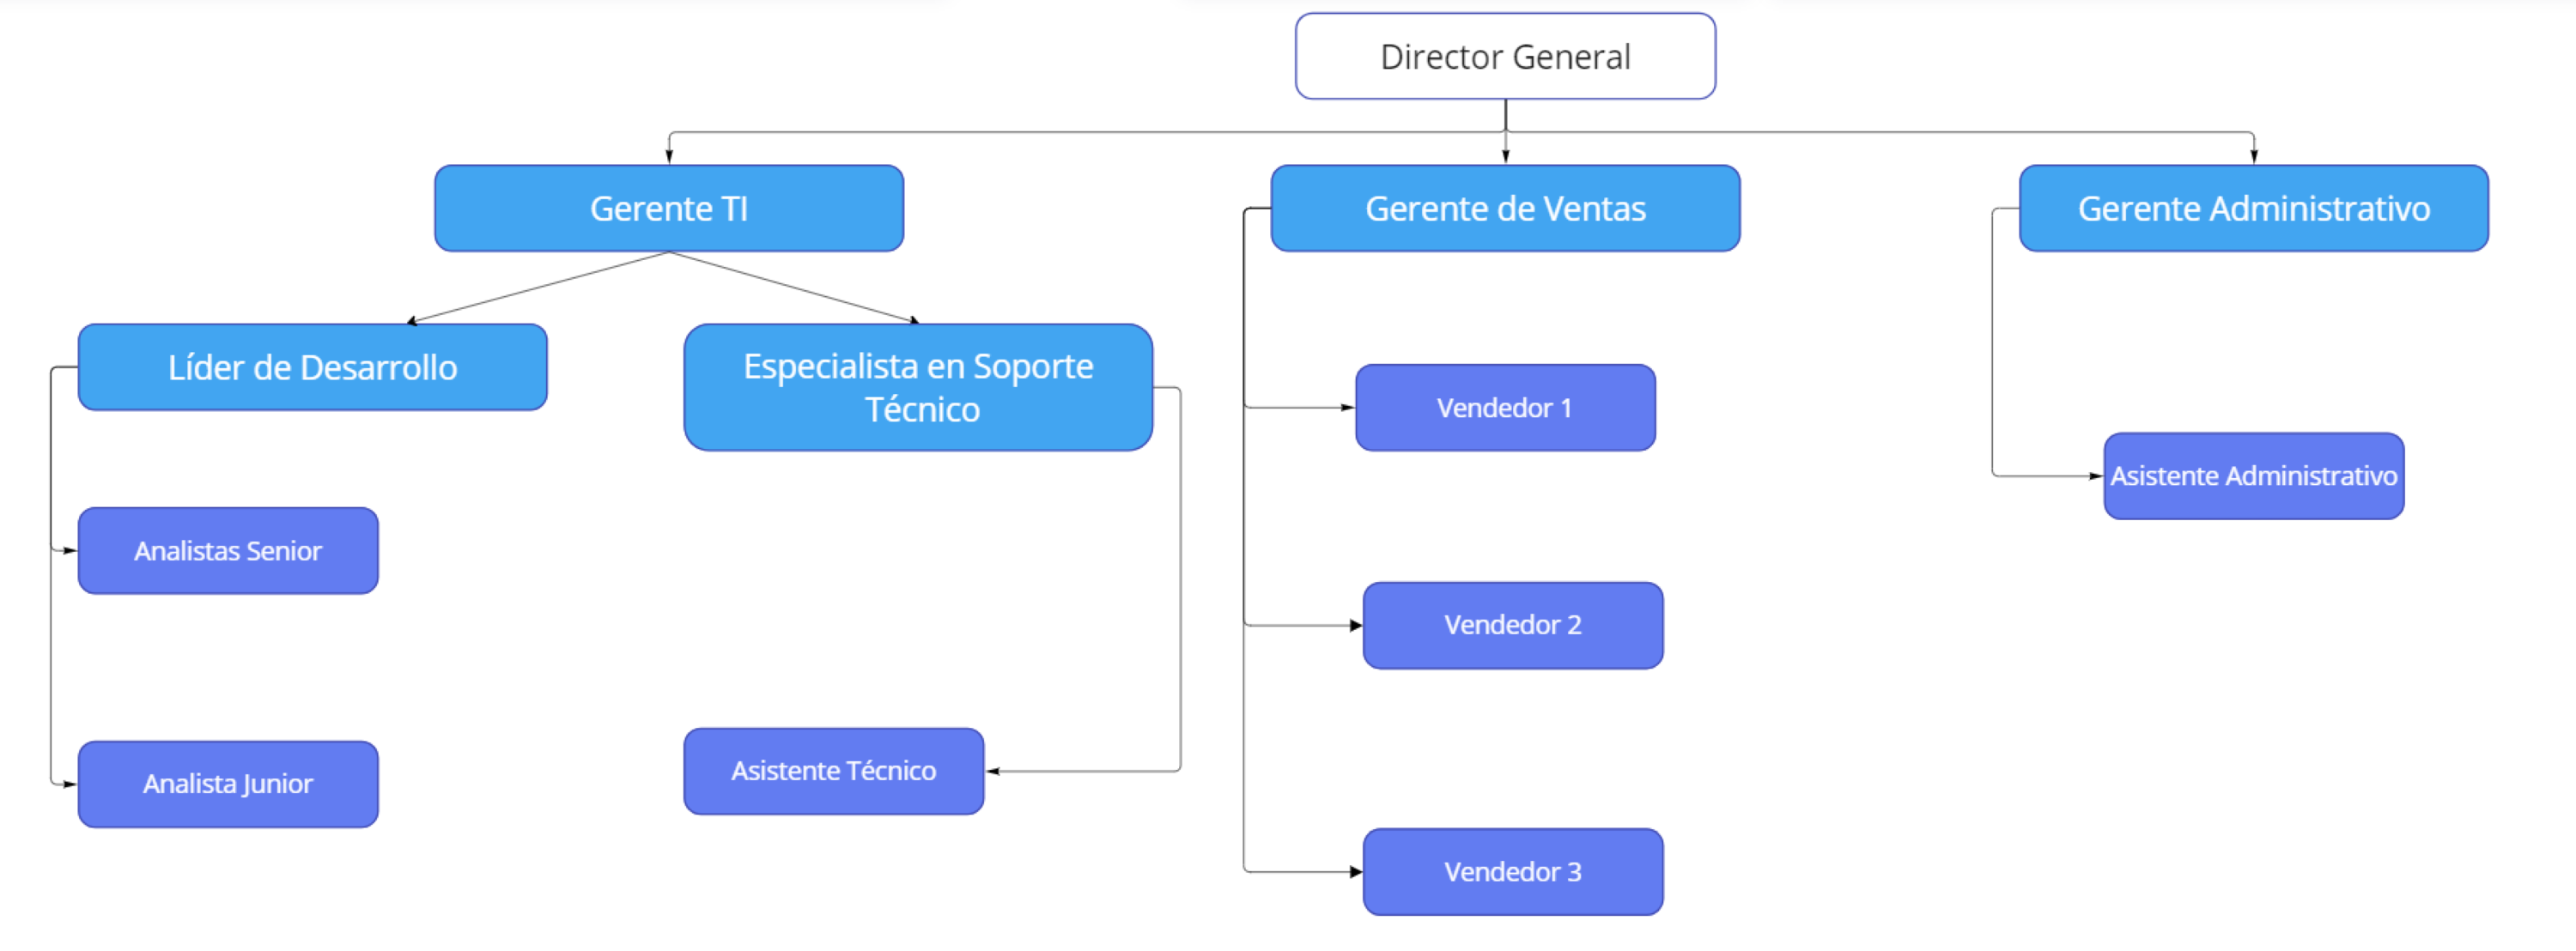 Director General
Gerente TI
Gerente de Ventas
Gerente Administrativo
Líder de Desarrollo
Especialista en Soporte
Técnico
Vendedor 1
Asistente Administrativo
Analistas Senior
Vendedor 2
Asistente Técnico
Analista Junior
Vendedor 3